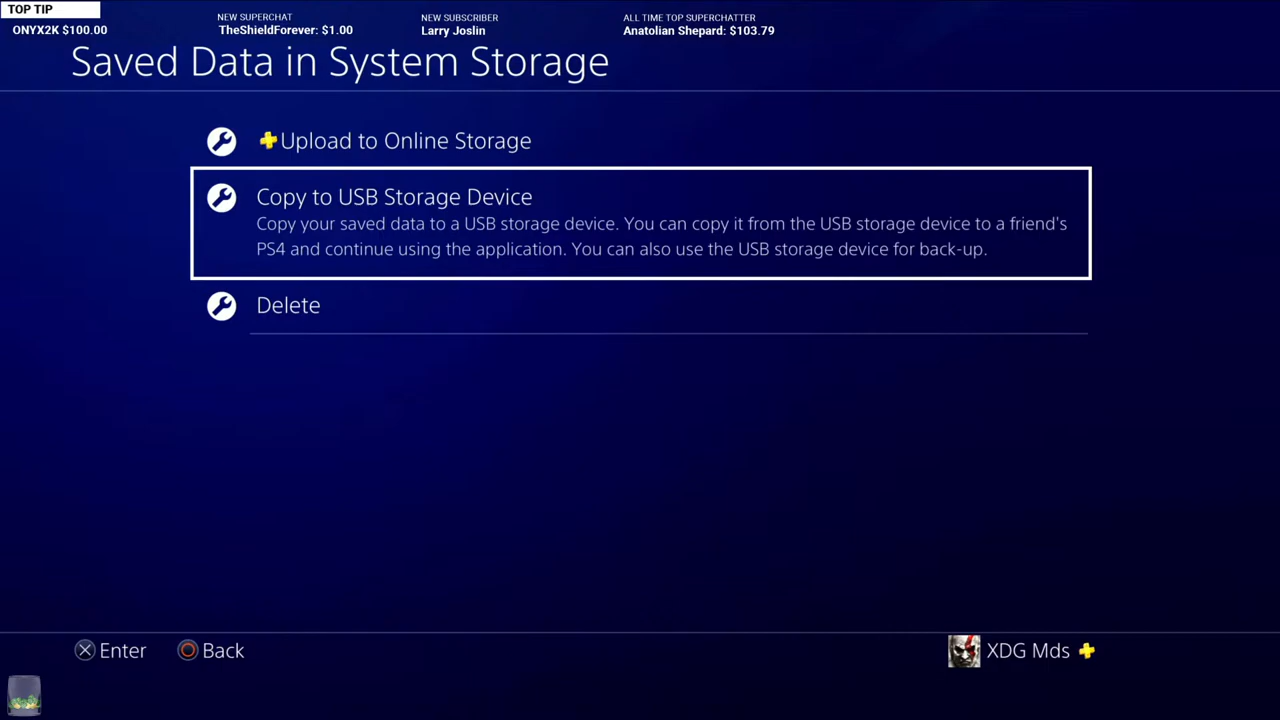 TOP TIP
ONYX2K $100.00
NEW SUPERCHAT
TheShieldForever: $1.00
NEW SUBSCRIBER
Larry Joslin
ALL TIME TOP SUPERCHATTER
Anatolian Shepard: $103.79
Saved Data in System Storage
Upload to Online Storage
Copy to USB Storage Device
Copy your saved data to a USB storage device. You can copy it from the USB storage device to a friend's
PS4 and continue using the application. You can also use the USB storage device for back-up.
Delete
Enter
Back
XDG Mds